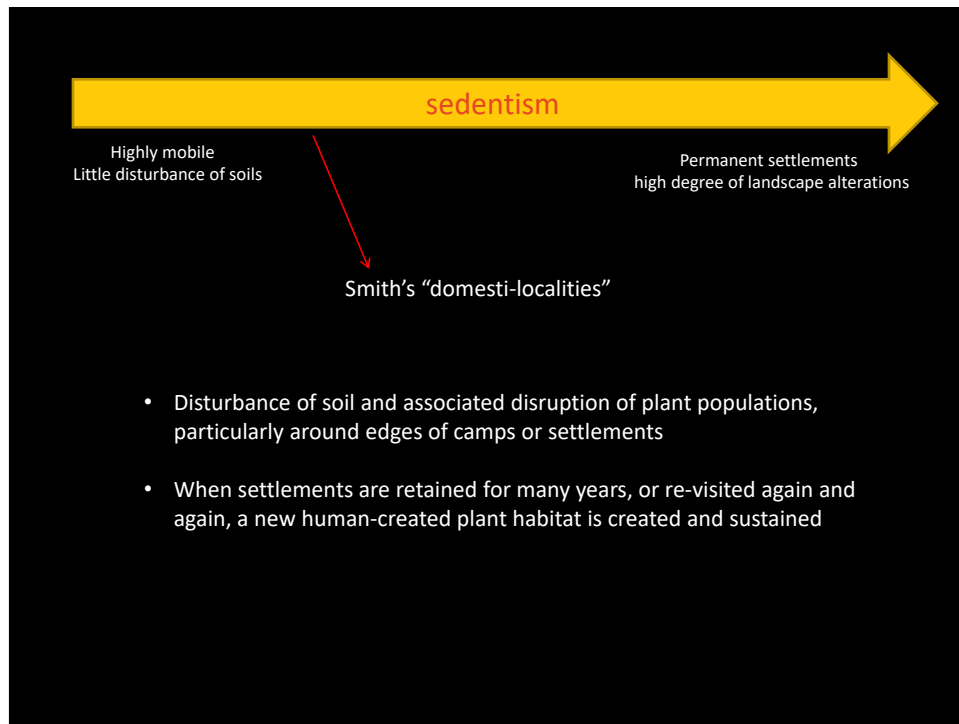 sedentism
Highly mobile
Little disturbance of soils
Permanent settlements
high degree of landscape alterations
Smith’s “domesti-localities”
• Disturbance of soil and associated disruption of plant populations,
particularly around edges of camps or settlements
• When settlements are retained for many years, or re-visited again and
again, a new human-created plant habitat is created and sustained